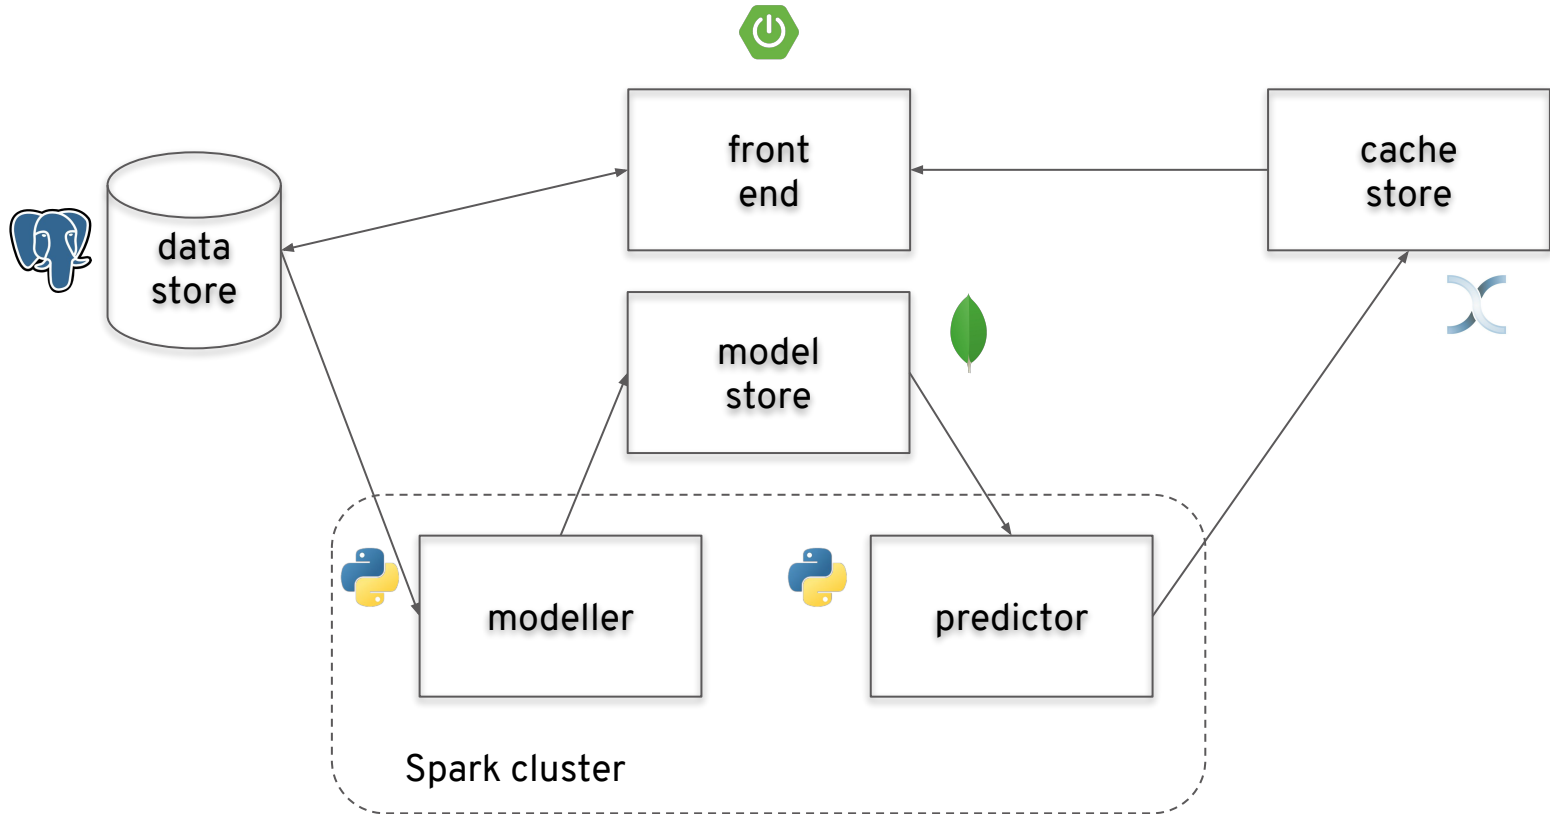 front
end
cache
store
data
store
model
store
modeller
predictor
Spark cluster